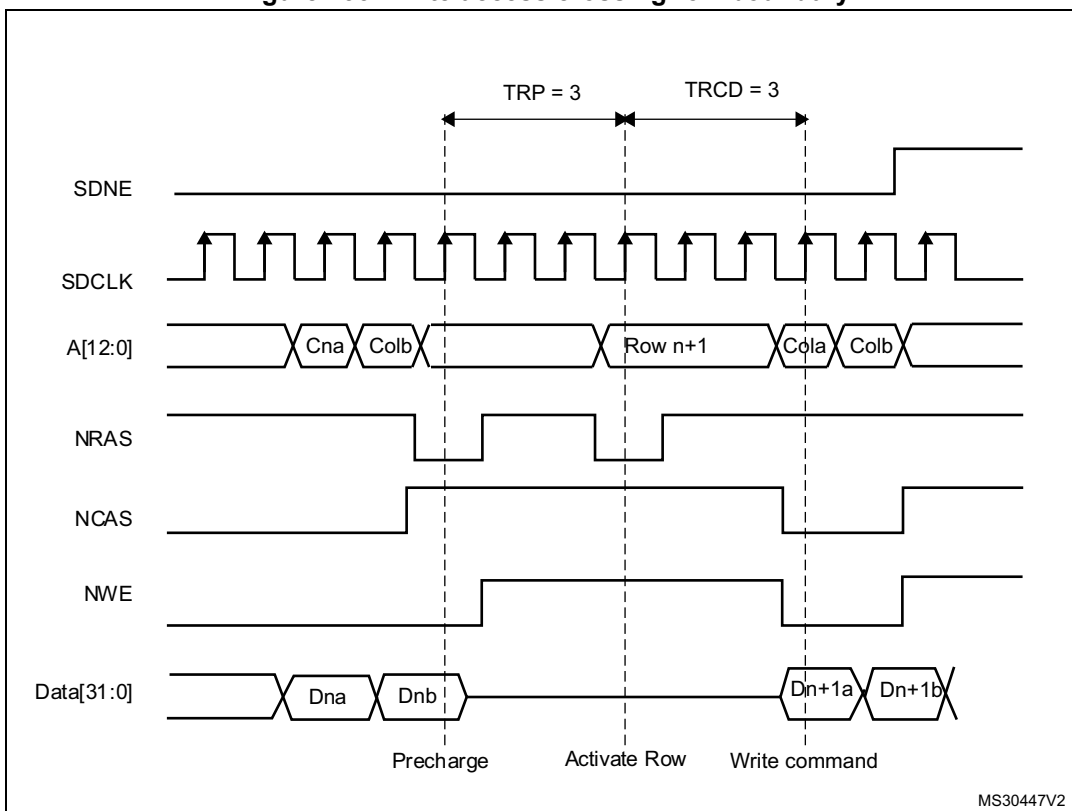 TRP = 3 TRCD = 3
SDNE
SDCLK
A[12:0] Cna Colb Row n+1 Cola Colb
NRAS
NCAS
NWE
Data[31:0] Dna Dnb Dn+1a Dn+1b
Precharge Activate Row Write command
MS30447V2